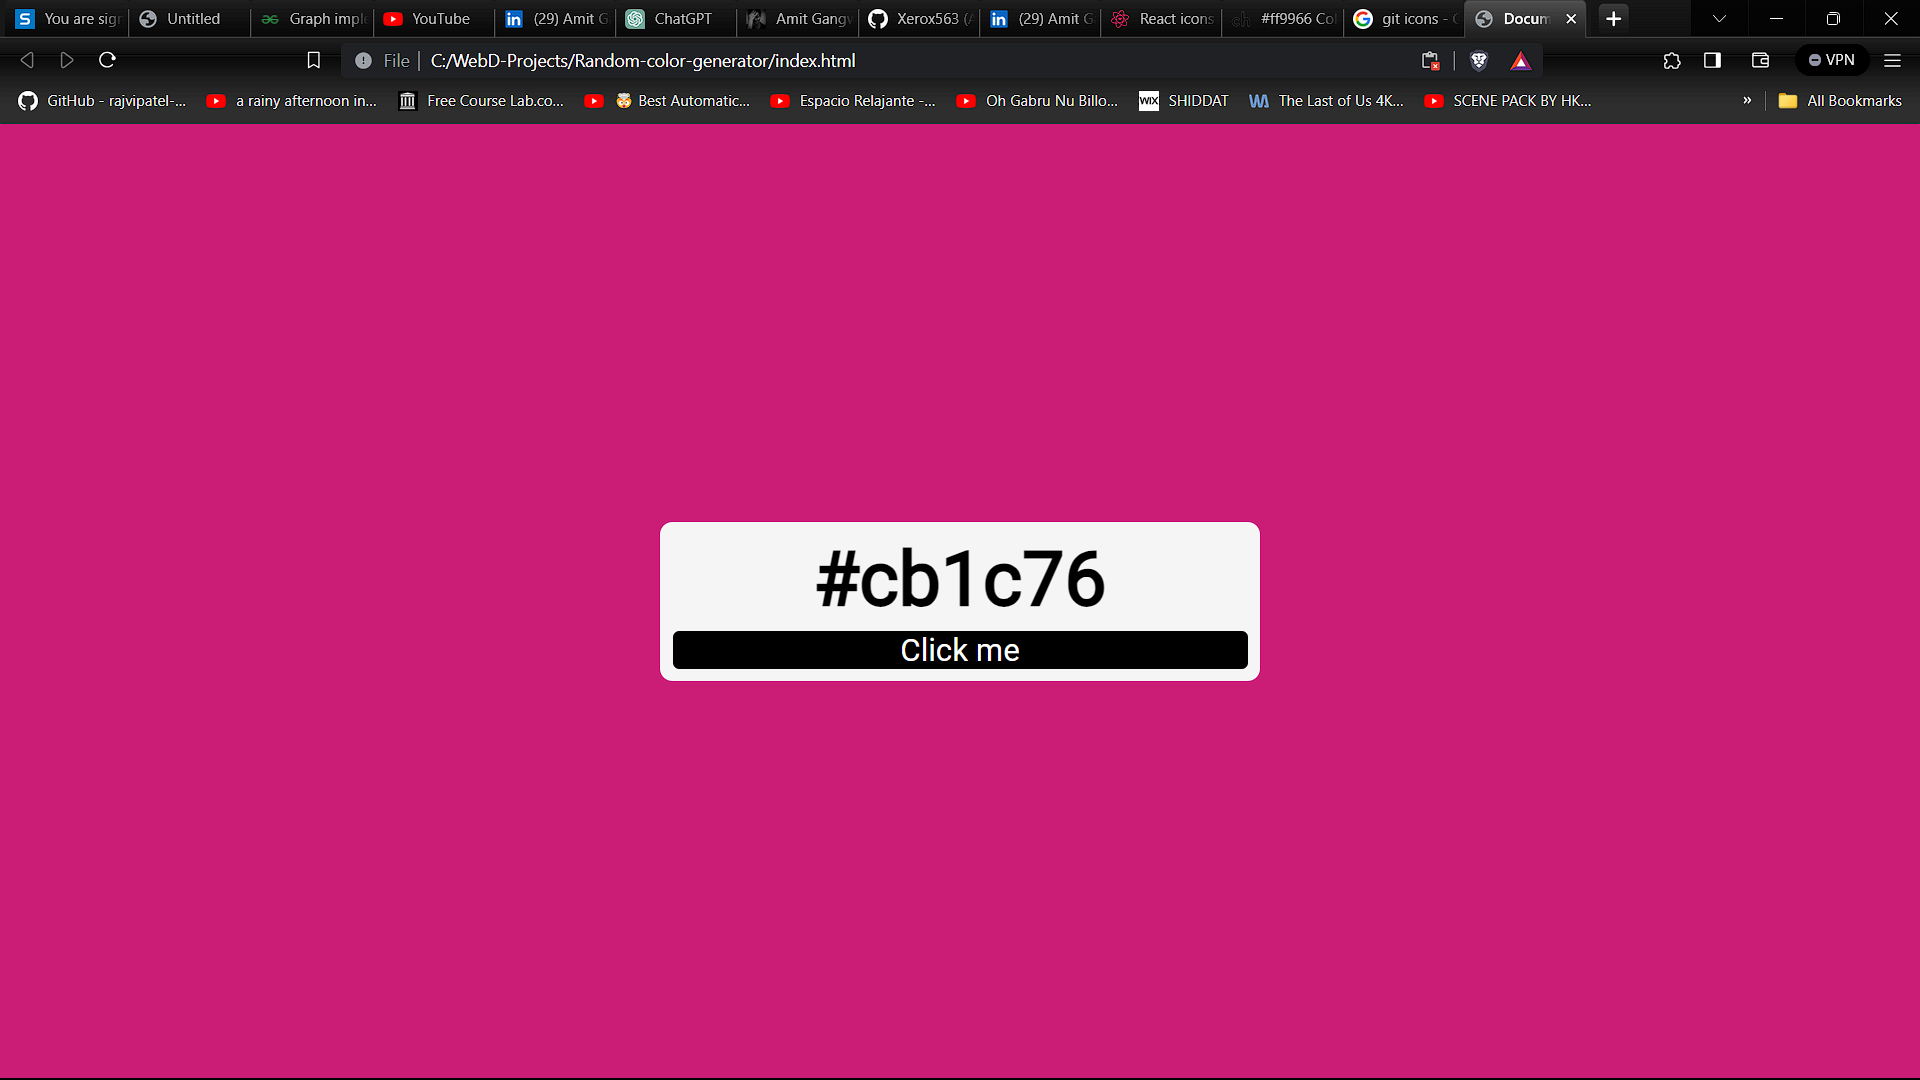 You are sig
Untitled
Graph imple
YouTube
(29) Amit G
ChatGPT
Amit Gangw
Xerox563 (A
(29) Amit G
React icons
#ff9966 Col
git icons - G
Docum
File
C:/WebD-Projects/Random-color-generator/index.html
VPN
GitHub - rajvipatel-...
a rainy afternoon in...
Free Course Lab.co...
Best Automatic...
Espacio Relajante -...
Oh Gabru Nu Billo...
WIX SHIDDAT
The Last of Us 4K...
SCENE PACK BY HK...
All Bookmarks
#cb1c76
Click me